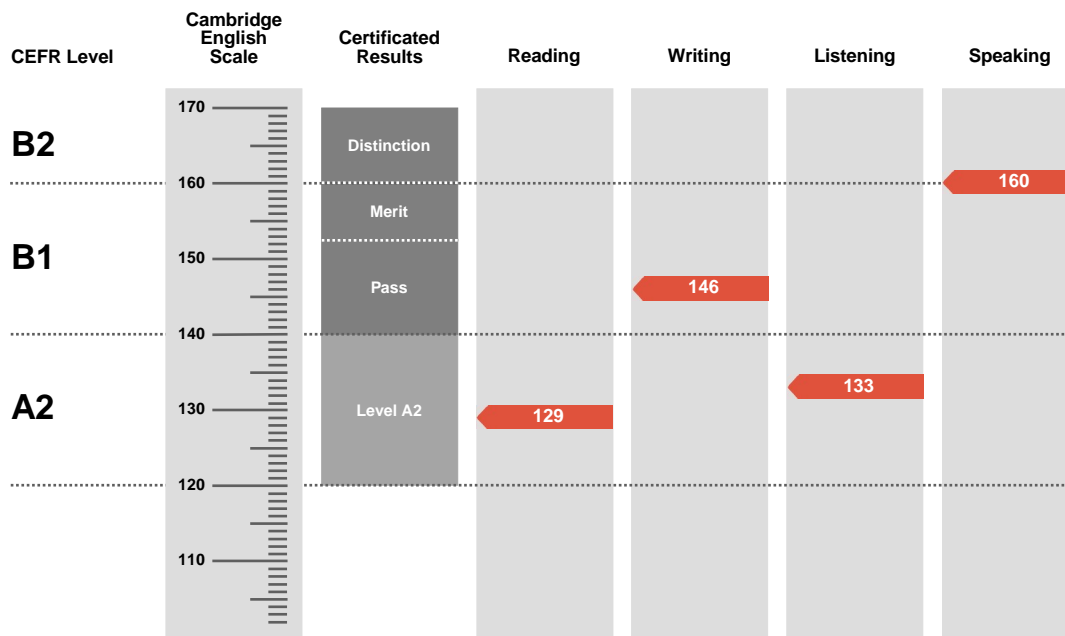 CEFR Level
Cambridge
English
Scale
Certificated
Results
Reading
Writing
Listening
Speaking
170
B2
Distinction
160
160
Merit
B1
150
Pass
146
140
133
A2
130
Level A2
129
120
110